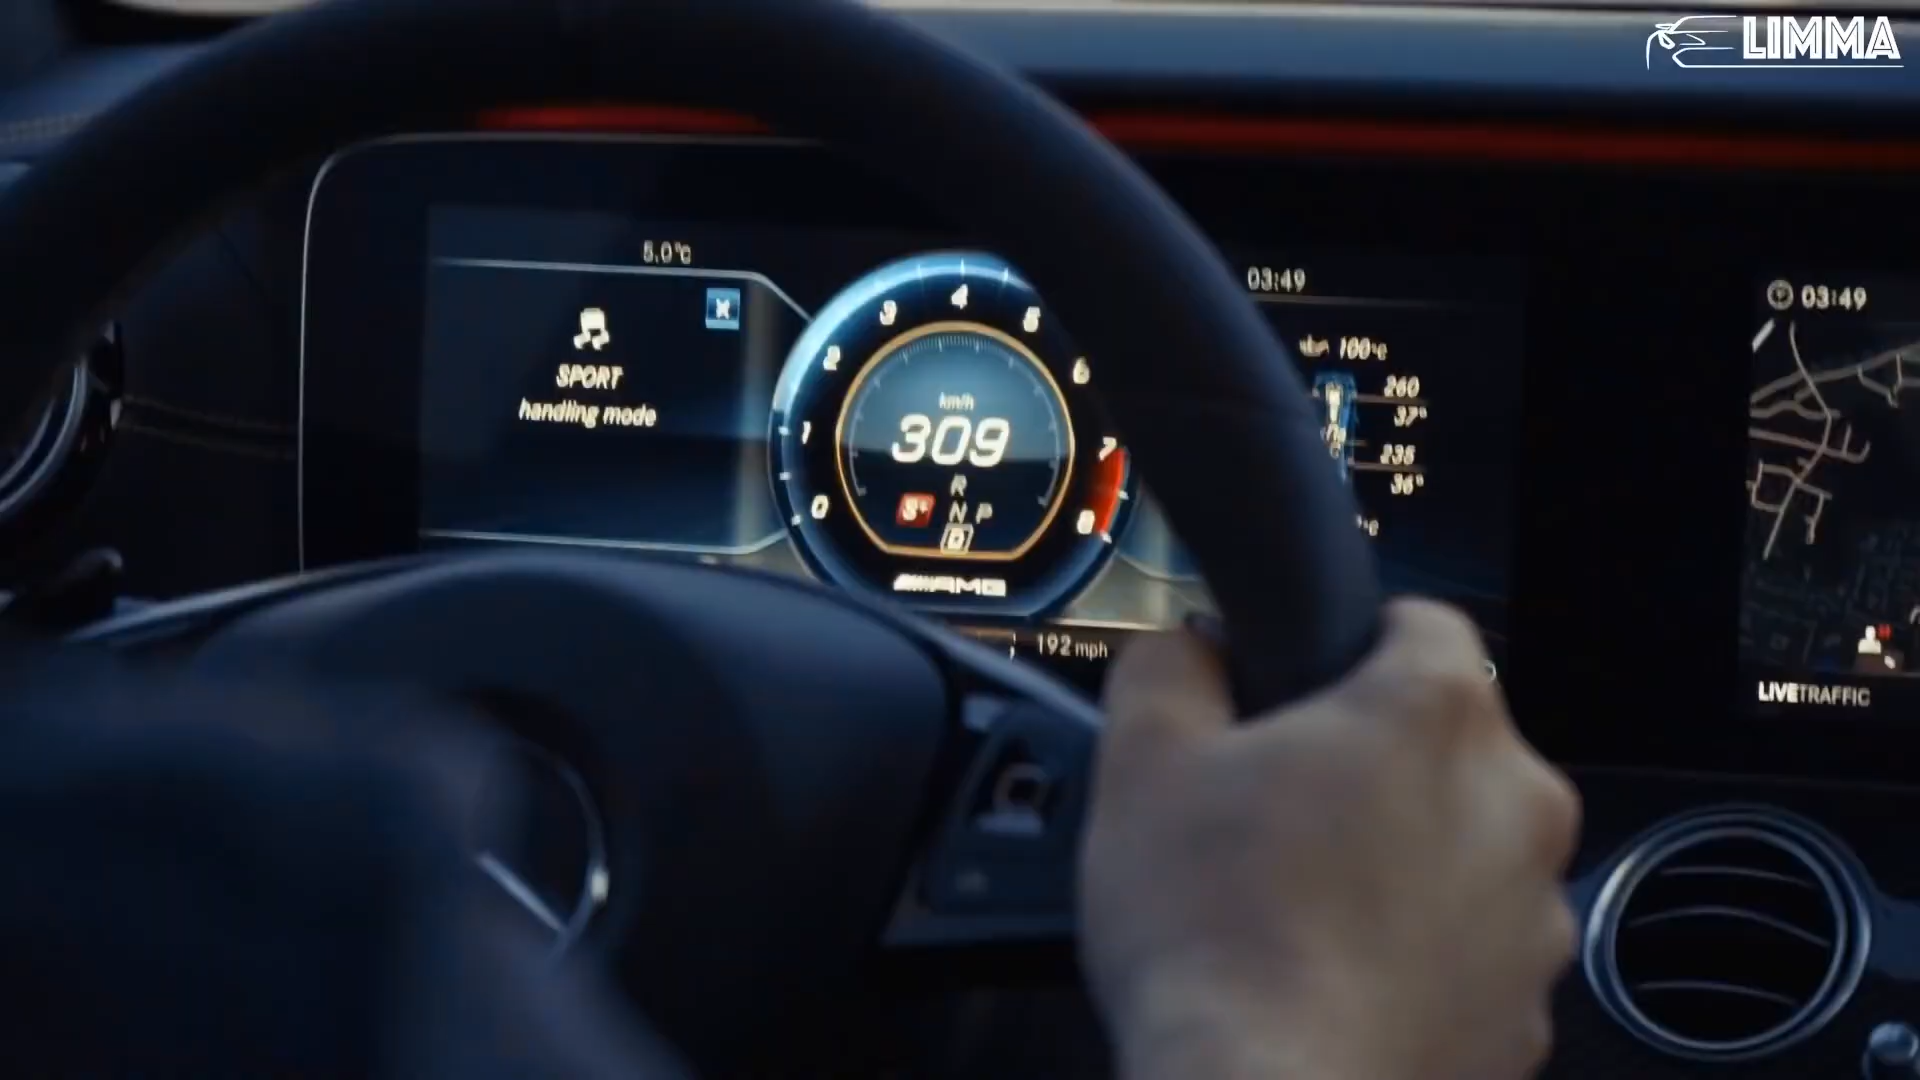 LIMMA
5.0°C
SPORT
handling mode
0
1
2
3
4
5
6
7
8
km/h
309
R
S+
N P
D
AMG
192 mph
03:49
100°C
260
37°
235
36°
03:49
LIVETRAFFIC